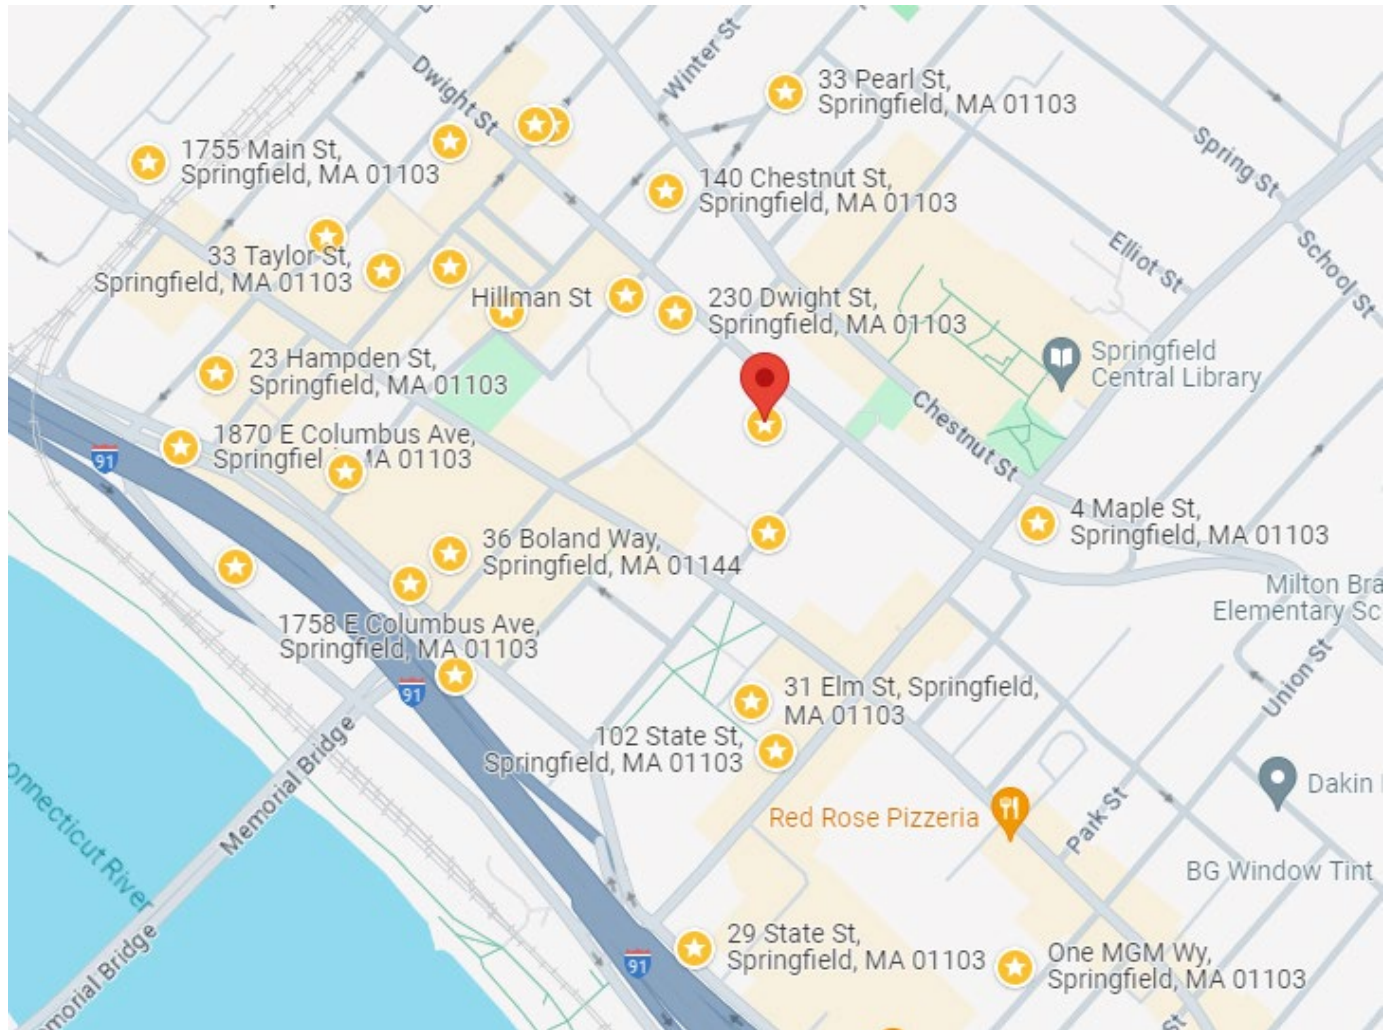 Dwight St
Winter St
33 Pearl St,
Springfield, MA 01103
Spring St
School St
1755 Main St,
Springfield, MA 01103
140 Chestnut St,
Springfield, MA 01103
Elliot St
33 Taylor St,
Springfield, MA 01103
Hillman St
230 Dwight St,
Springfield, MA 01103
Springfield
Central Library
23 Hampden St,
Springfield, MA 01103
Chestnut St
1870 E Columbus Ave,
MA 01103
91
4 Maple St,
Springfield, MA 01103
36 Boland Way,
Springfield, MA 01144
Milton
Elementary
1758 E Columbus Ave,
Springfield, MA 01103
91
Union St
31 Elm St, Springfield,
MA 01103
102 State St,
Springfield, MA 01103
Memorial Bridge
Dakin
Red Rose Pizzeria
Park St
River
BG Window Tint
29 State St,
Springfield, MA 01103
91
One MGM Wy,
Springfield, MA 01103
Bridge
St